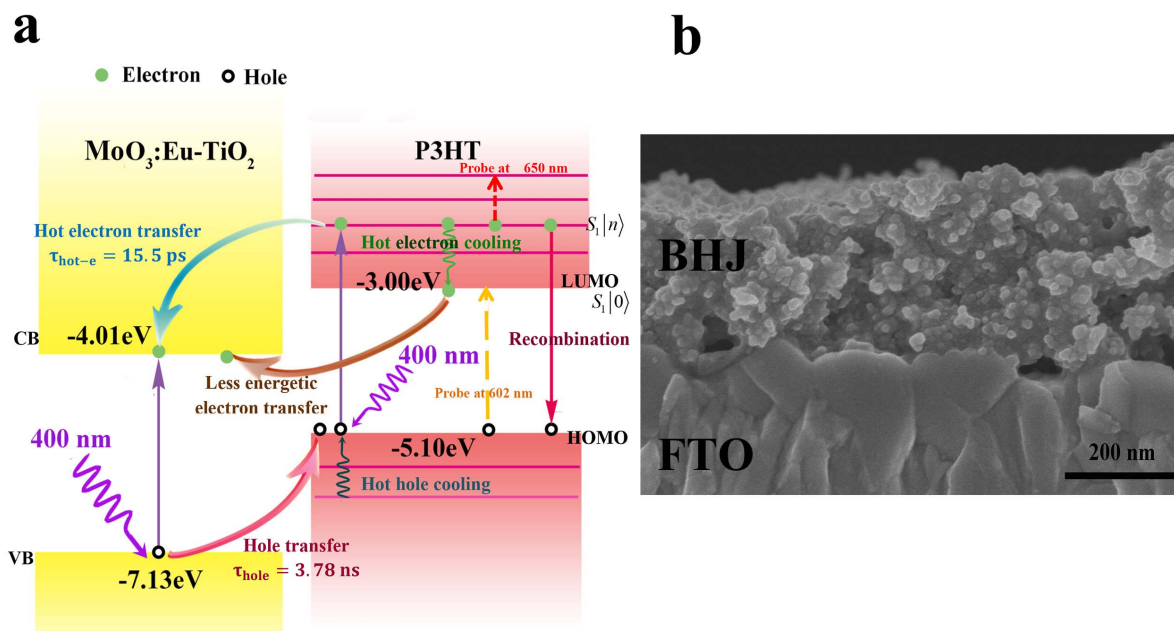 a
b
Electron
Hole
MoO₃:Eu-TiO₂
P3HT
Probe at 650 nm
Hot electron transfer
τhot−e = 15.5 ps
S₁|n⟩
Hot electron cooling
-3.00eV
LUMO
S₁|0⟩
CB
-4.01eV
Recombination
400 nm
Less energetic
electron transfer
Probe at 602 nm
400 nm
HOMO
-5.10eV
Hot hole cooling
Hole transfer
τhole = 3.78 ns
VB
-7.13eV
BHJ
FTO
200 nm